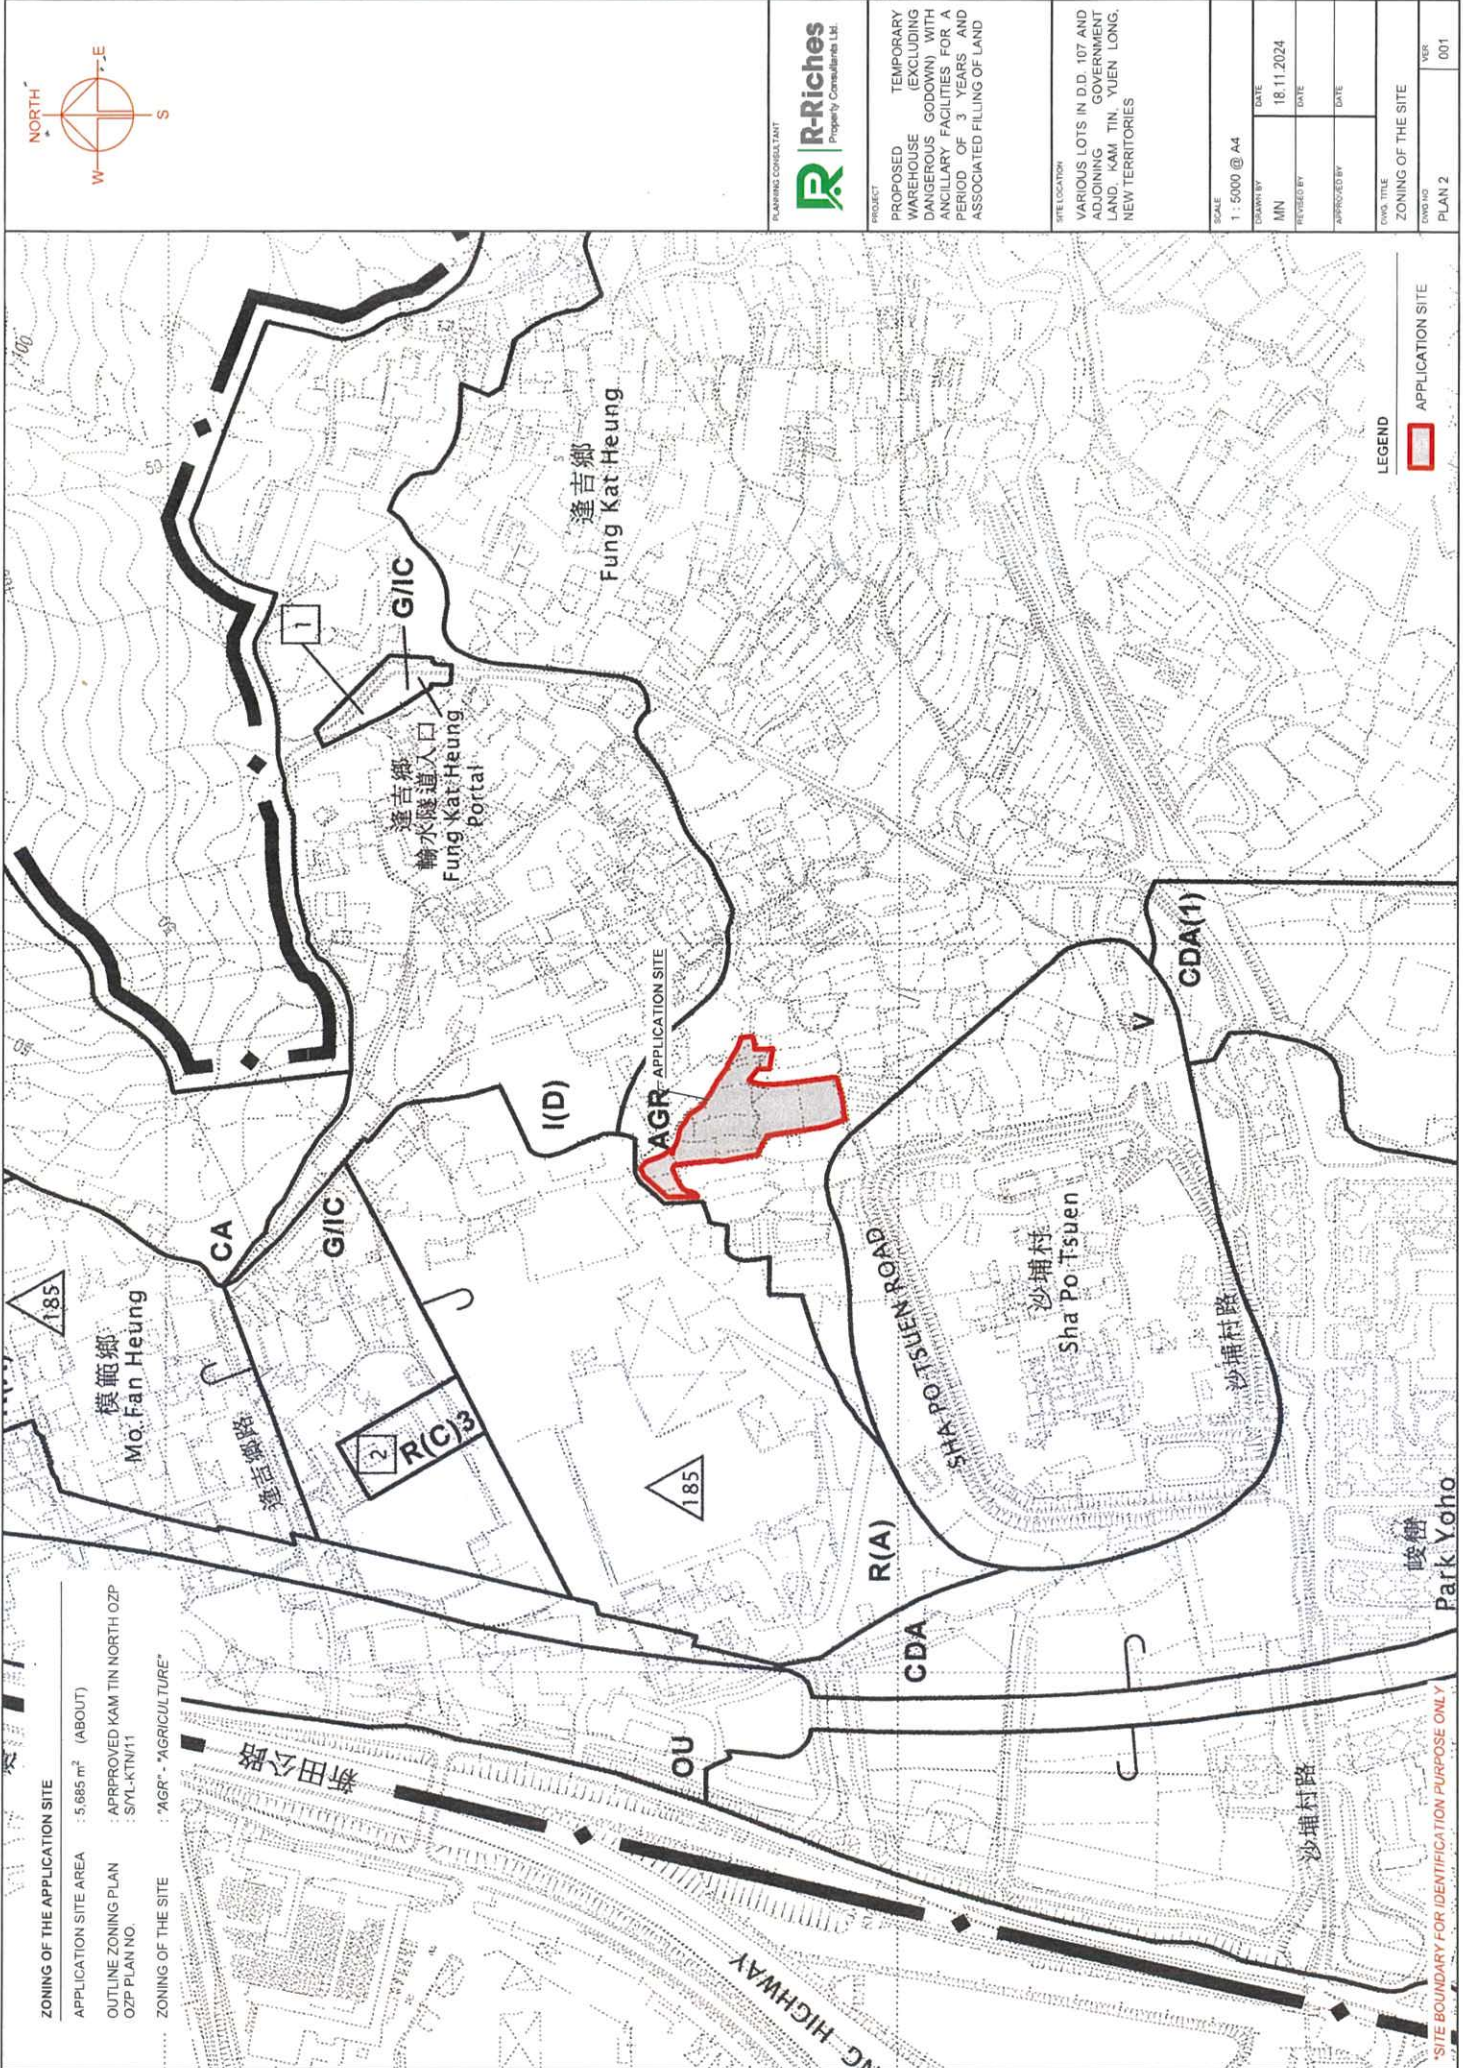 ZONING OF THE APPLICATION SITE
APPLICATION SITE AREA : 5,685 m² (ABOUT)
OUTLINE ZONING PLAN : APRPROVED KAM TIN NORTH OZP
OZP PLAN NO. S/YL-KTN/11
ZONING OF THE SITE : "AGR" - "AGRICULTURE"
NORTH
E
S
W
185
模範鄉
Mo Fan Heung
逢吉鄉路
CA
G/IC
2
R(C)3
I(D)
AGR
APPLICATION SITE
185
R(A)
1
G/IC
逢吉鄉
輸水隧道入口
Fung Kat Heung
Portal
逢吉鄉
Fung Kat Heung
50
50
100
50
新田公路
OU
CDA
SHA PO TSUEN ROAD
沙埔村
Sha Po Tsuen
沙埔村路
V
CDA(1)
沙埔村路
峻巒
Park Yoho
HIGHWAY
*SITE BOUNDARY FOR IDENTIFICATION PURPOSE ONLY
LEGEND
APPLICATION SITE
PLANNING CONSULTANT
R-Riches
Property Consultants Ltd.
PROJECT
PROPOSED TEMPORARY
WAREHOUSE (EXCLUDING
DANGEROUS GODOWN) WITH
ANCILLARY FACILITIES FOR A
PERIOD OF 3 YEARS AND
ASSOCIATED FILLING OF LAND
SITE LOCATION
VARIOUS LOTS IN D.D. 107 AND
ADJOINING GOVERNMENT
LAND, KAM TIN, YUEN LONG,
NEW TERRITORIES
SCALE
1 : 5000 @ A4
DRAWN BY DATE
MN 18.11.2024
REVISED BY DATE
APPROVED BY DATE
DWG. TITLE
ZONING OF THE SITE
DWG NO. VER.
PLAN 2 001